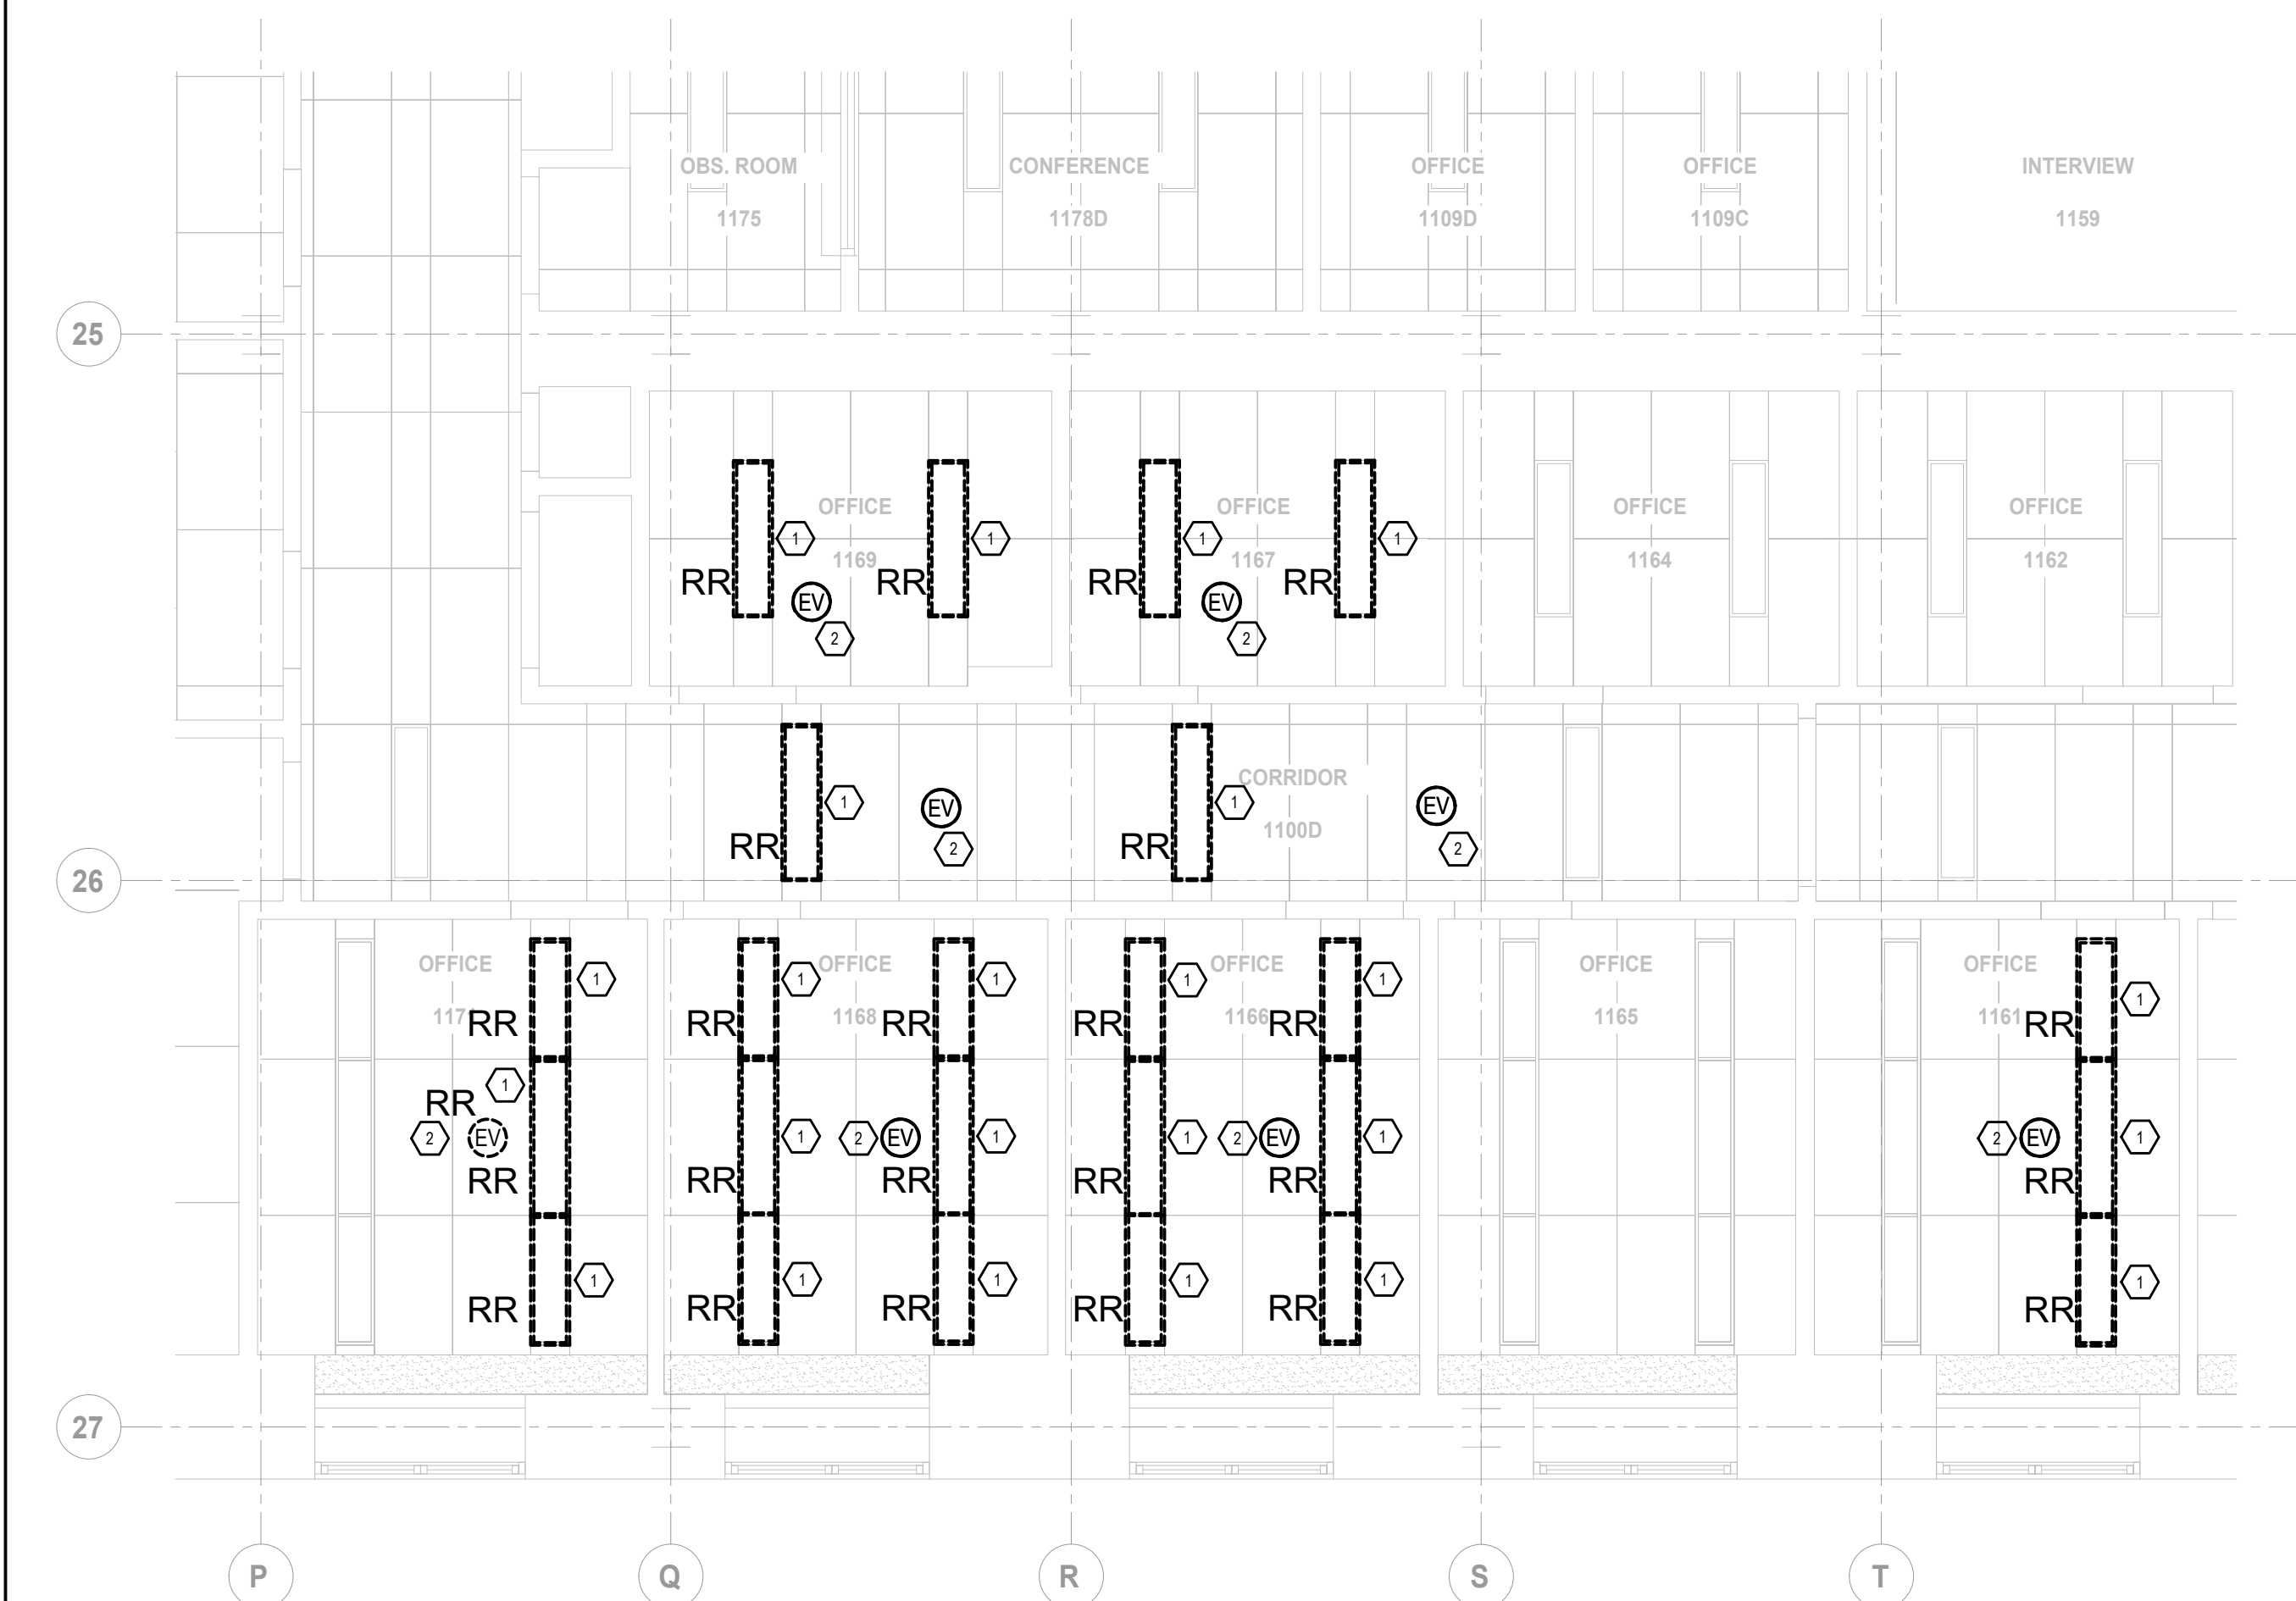 OBS. ROOM CONFERENCE OFFICE OFFICE INTERVIEW
1175 1178D 1109D 1109C 1159
25
OFFICE OFFICE OFFICE OFFICE
1 1 1 1
1169 1167 1164 1162
RR RR RR RR
EV EV
2 2
CORRIDOR
1 1
EV EV
1100D
RR RR
2 2
26
OFFICE OFFICE OFFICE OFFICE OFFICE
1 1 1 1 1
1
1168 1166 1165 1161
RR RR RR RR RR RR
1
RR
2 EV 1 2 EV 1 1 2 EV 1 2 EV 1
RR RR RR RR RR RR
1 1 1 1 1 1
RR RR RR RR RR RR
27
P Q R S T